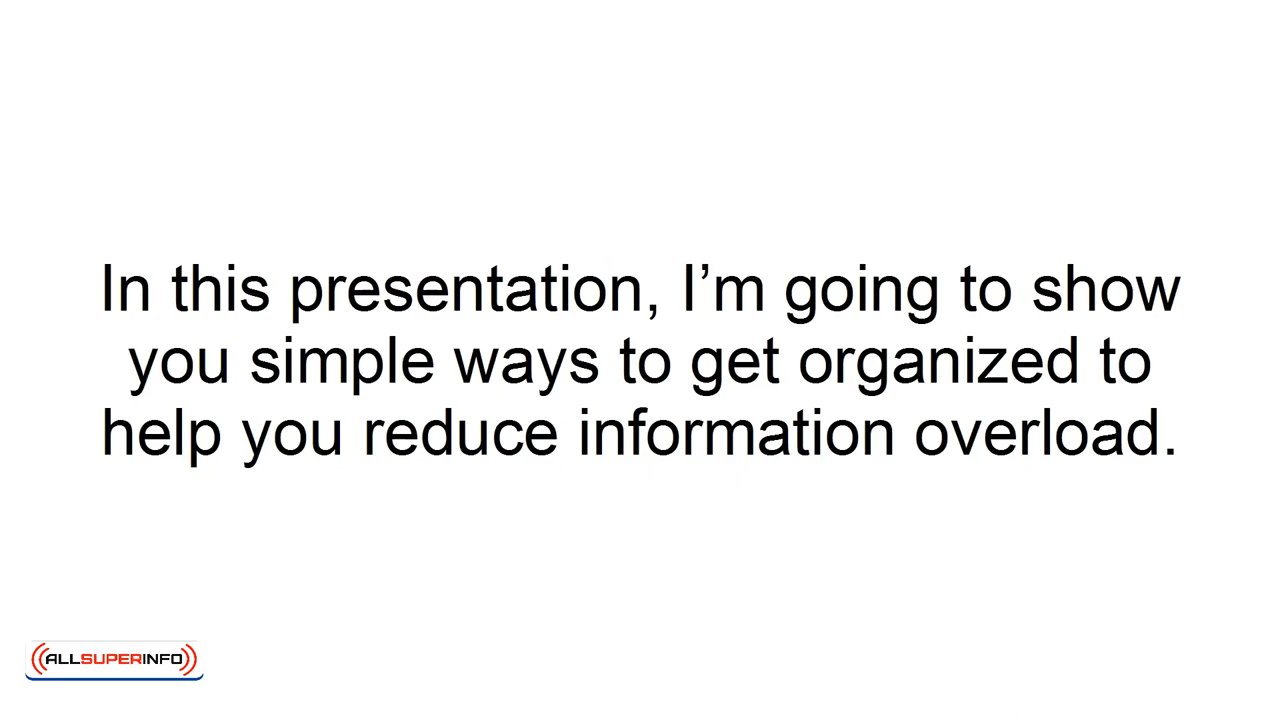 In this presentation, I’m going to show
you simple ways to get organized to
help you reduce information overload.
ALLSUPERINFO